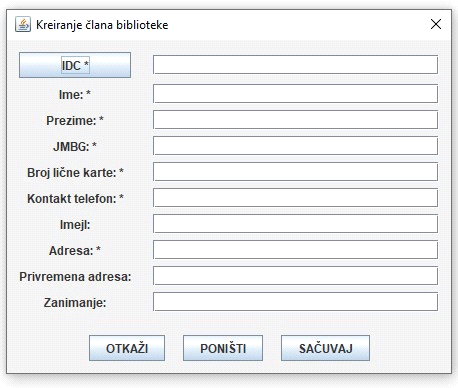 Kreiranje člana biblioteke
IDC *
Ime: *
Prezime: *
JMBG: *
Broj lične karte: *
Kontakt telefon: *
Imejl:
Adresa: *
Privremena adresa:
Zanimanje:
OTKAŽI PONIŠTI SAČUVAJ